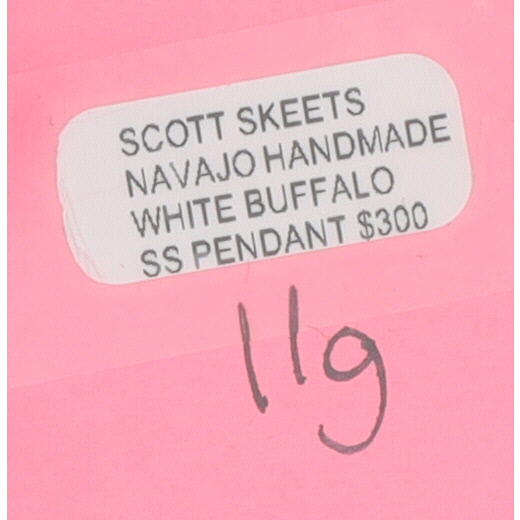 SCOTT SKEETS
NAVAJO HANDMADE
WHITE BUFFALO
SS PENDANT $300
11g